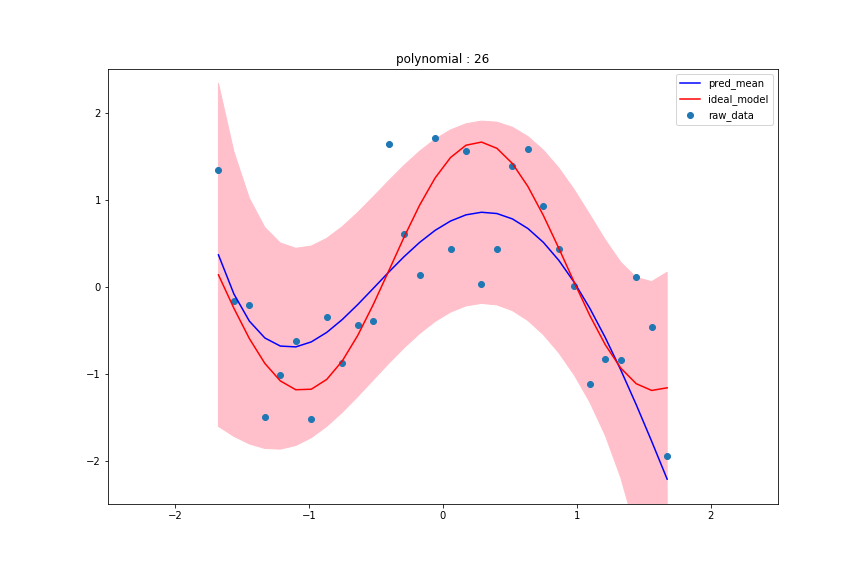 polynomial : 26
pred_mean
ideal_model
raw_data
2
1
0
−1
−2
−2
−1
0
1
2